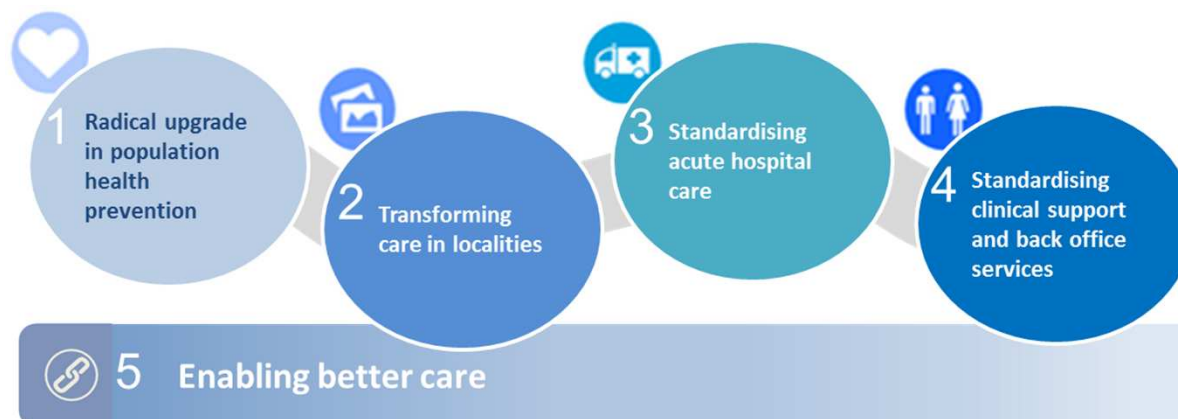 1
Radical upgrade
in population
health
prevention
2
Transforming
care in localities
3
Standardising
acute hospital
care
4
Standardising
clinical support
and back office
services
5 Enabling better care